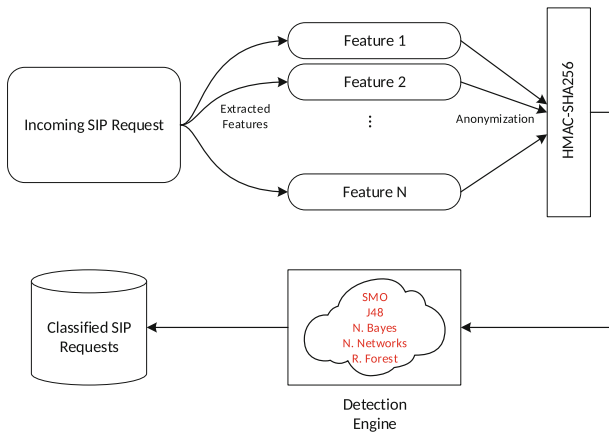 Incoming SIP Request
Extracted
Features
Feature 1
Feature 2
⋮
Feature N
Anonymization
HMAC-SHA256
Classified SIP
Requests
SMO
J48
N. Bayes
N. Networks
R. Forest
Detection
Engine